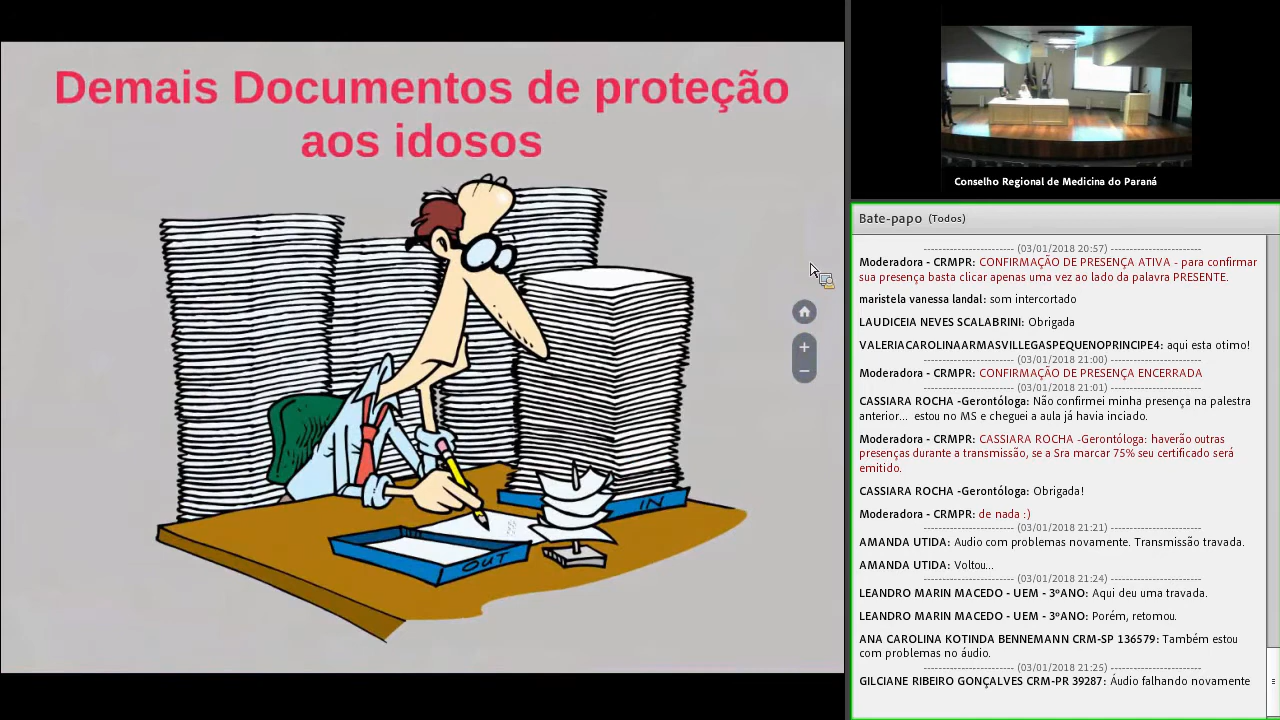 Demais Documentos de proteção
aos idosos
IN
OUT
Conselho Regional de Medicina do Paraná
Bate-papo (Todos)
------------------------ (03/01/2018 20:57) ------------------------
Moderadora - CRMPR: CONFIRMAÇÃO DE PRESENÇA ATIVA - para confirmar
sua presença basta clicar apenas uma vez ao lado da palavra PRESENTE.
maristela vanessa landal: som intercortado
LAUDICEIA NEVES SCALABRINI: Obrigada
VALERIACAROLINAARMASVILLEGASPEQUENOPRINCIPE4: aqui esta otimo!
------------------------ (03/01/2018 21:00) ------------------------
Moderadora - CRMPR: CONFIRMAÇÃO DE PRESENÇA ENCERRADA
------------------------ (03/01/2018 21:01) ------------------------
CASSIARA ROCHA -Gerontóloga: Não confirmei minha presença na palestra
anterior... estou no MS e cheguei a aula já havia inciado.
Moderadora - CRMPR: CASSIARA ROCHA -Gerontóloga, haverão outras
presenças durante a transmissão, se a Sra marcar 75% seu certificado será
emitido.
CASSIARA ROCHA -Gerontóloga: Obrigada!
Moderadora - CRMPR: de nada :)
------------------------ (03/01/2018 21:21) ------------------------
AMANDA UTIDA: Audio com problemas novamente. Transmissão travada.
AMANDA UTIDA: Voltou...
------------------------ (03/01/2018 21:24) ------------------------
LEANDRO MARIN MACEDO - UEM - 3ºANO: Aqui deu uma travada.
LEANDRO MARIN MACEDO - UEM - 3ºANO: Porém, retomou.
ANA CAROLINA KOTINDA BENNEMANN CRM-SP 136579: Também estou
com problemas no áudio.
------------------------ (03/01/2018 21:25) ------------------------
GILCIANE RIBEIRO GONÇALVES CRM-PR 39287: Áudio falhando novamente